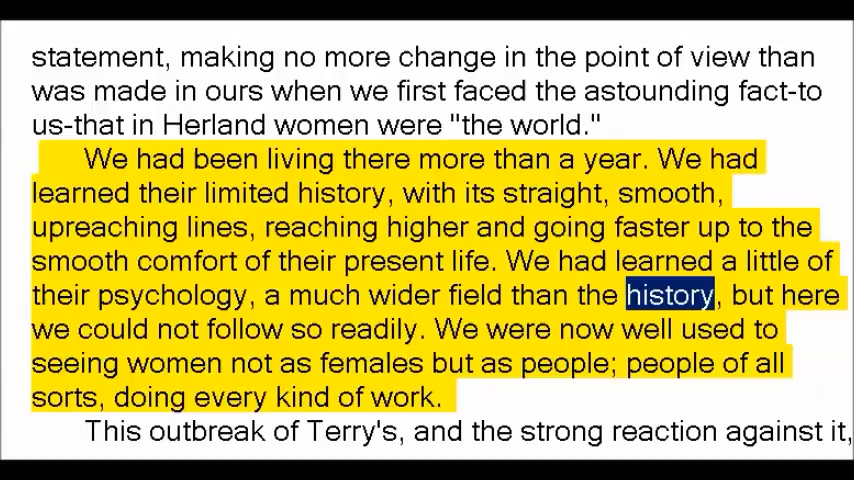 statement, making no more change in the point of view than
was made in ours when we first faced the astounding fact-to
us-that in Herland women were "the world."
We had been living there more than a year. We had
learned their limited history, with its straight, smooth,
upreaching lines, reaching higher and going faster up to the
smooth comfort of their present life. We had learned a little of
their psychology, a much wider field than the history, but here
we could not follow so readily. We were now well used to
seeing women not as females but as people; people of all
sorts, doing every kind of work.
This outbreak of Terry's, and the strong reaction against it,